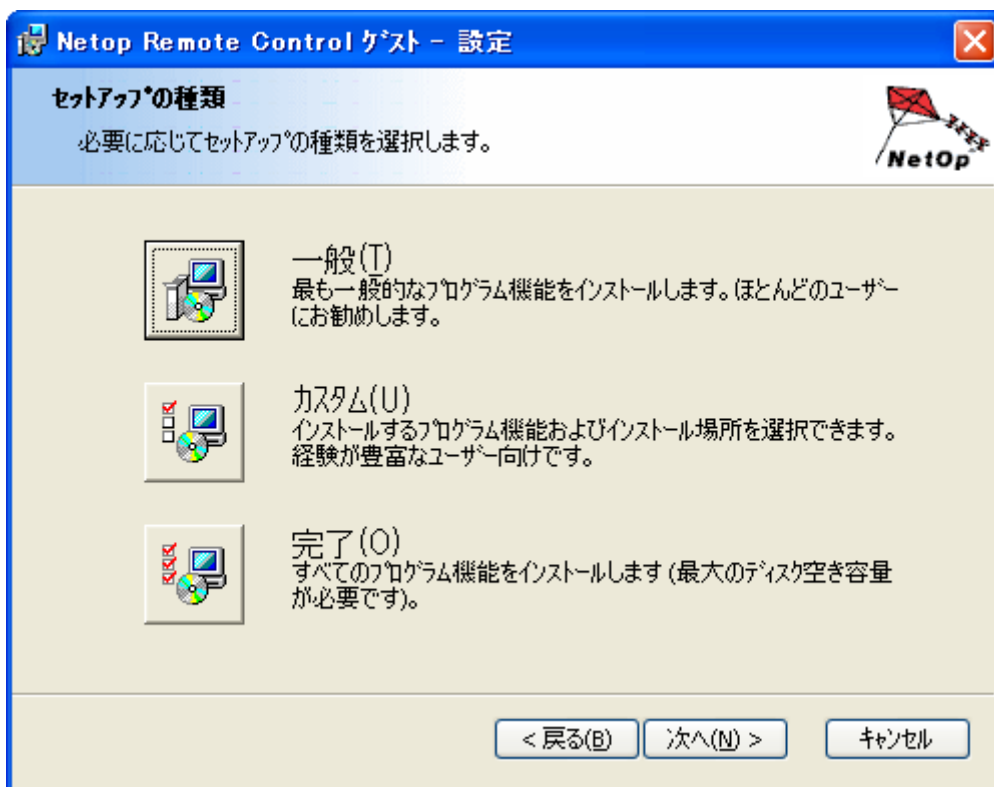 Netop Remote Control ｹﾞｽﾄ - 設定
ｾｯﾄｱｯﾌﾟの種類
必要に応じてｾｯﾄｱｯﾌﾟの種類を選択します。
NetOp
一般(T)
最も一般的なﾌﾟﾛｸﾞﾗﾑ機能をｲﾝｽﾄｰﾙします。ほとんどのﾕｰｻﾞｰ
にお勧めします。
ｶｽﾀﾑ(U)
ｲﾝｽﾄｰﾙするﾌﾟﾛｸﾞﾗﾑ機能およびｲﾝｽﾄｰﾙ場所を選択できます。
経験が豊富なﾕｰｻﾞｰ向けです。
完了(O)
すべてのﾌﾟﾛｸﾞﾗﾑ機能をｲﾝｽﾄｰﾙします (最大のﾃﾞｨｽｸ空き容量
が必要です)。
< 戻る(B)
次へ(N) >
ｷｬﾝｾﾙ